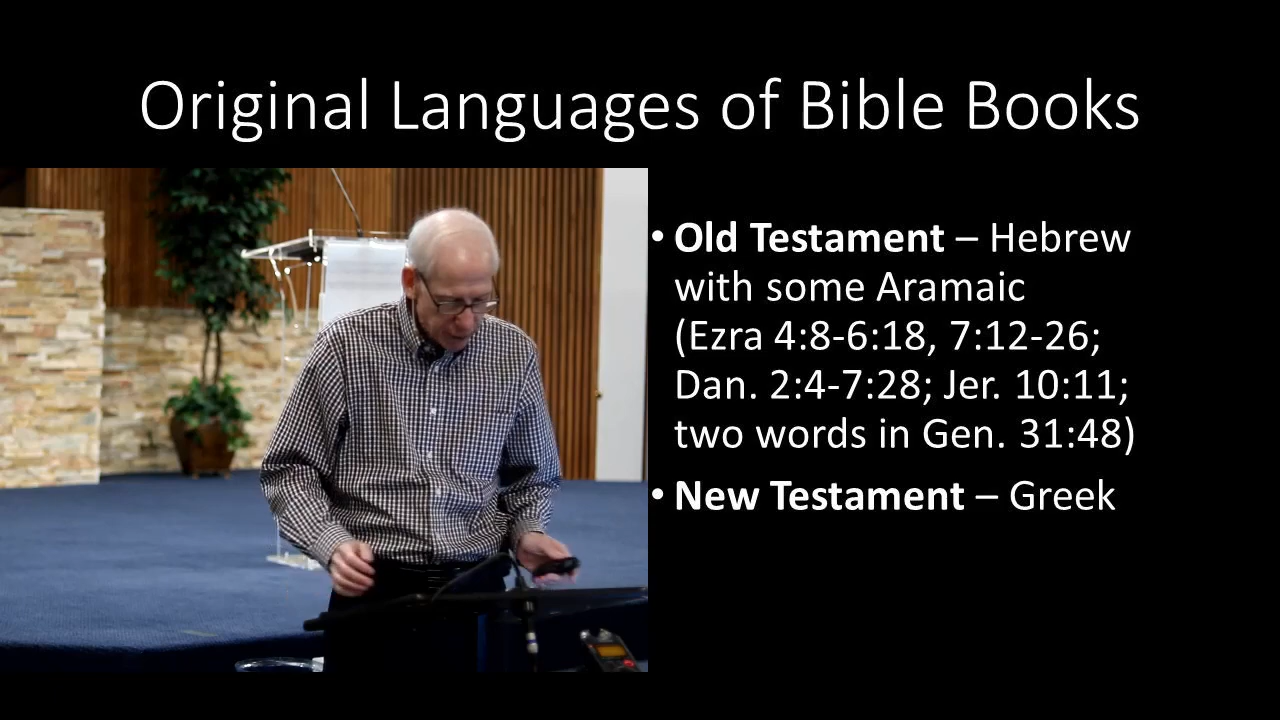 Original Languages of Bible Books
• Old Testament – Hebrew
with some Aramaic
(Ezra 4:8-6:18, 7:12-26;
Dan. 2:4-7:28; Jer. 10:11;
two words in Gen. 31:48)
• New Testament – Greek